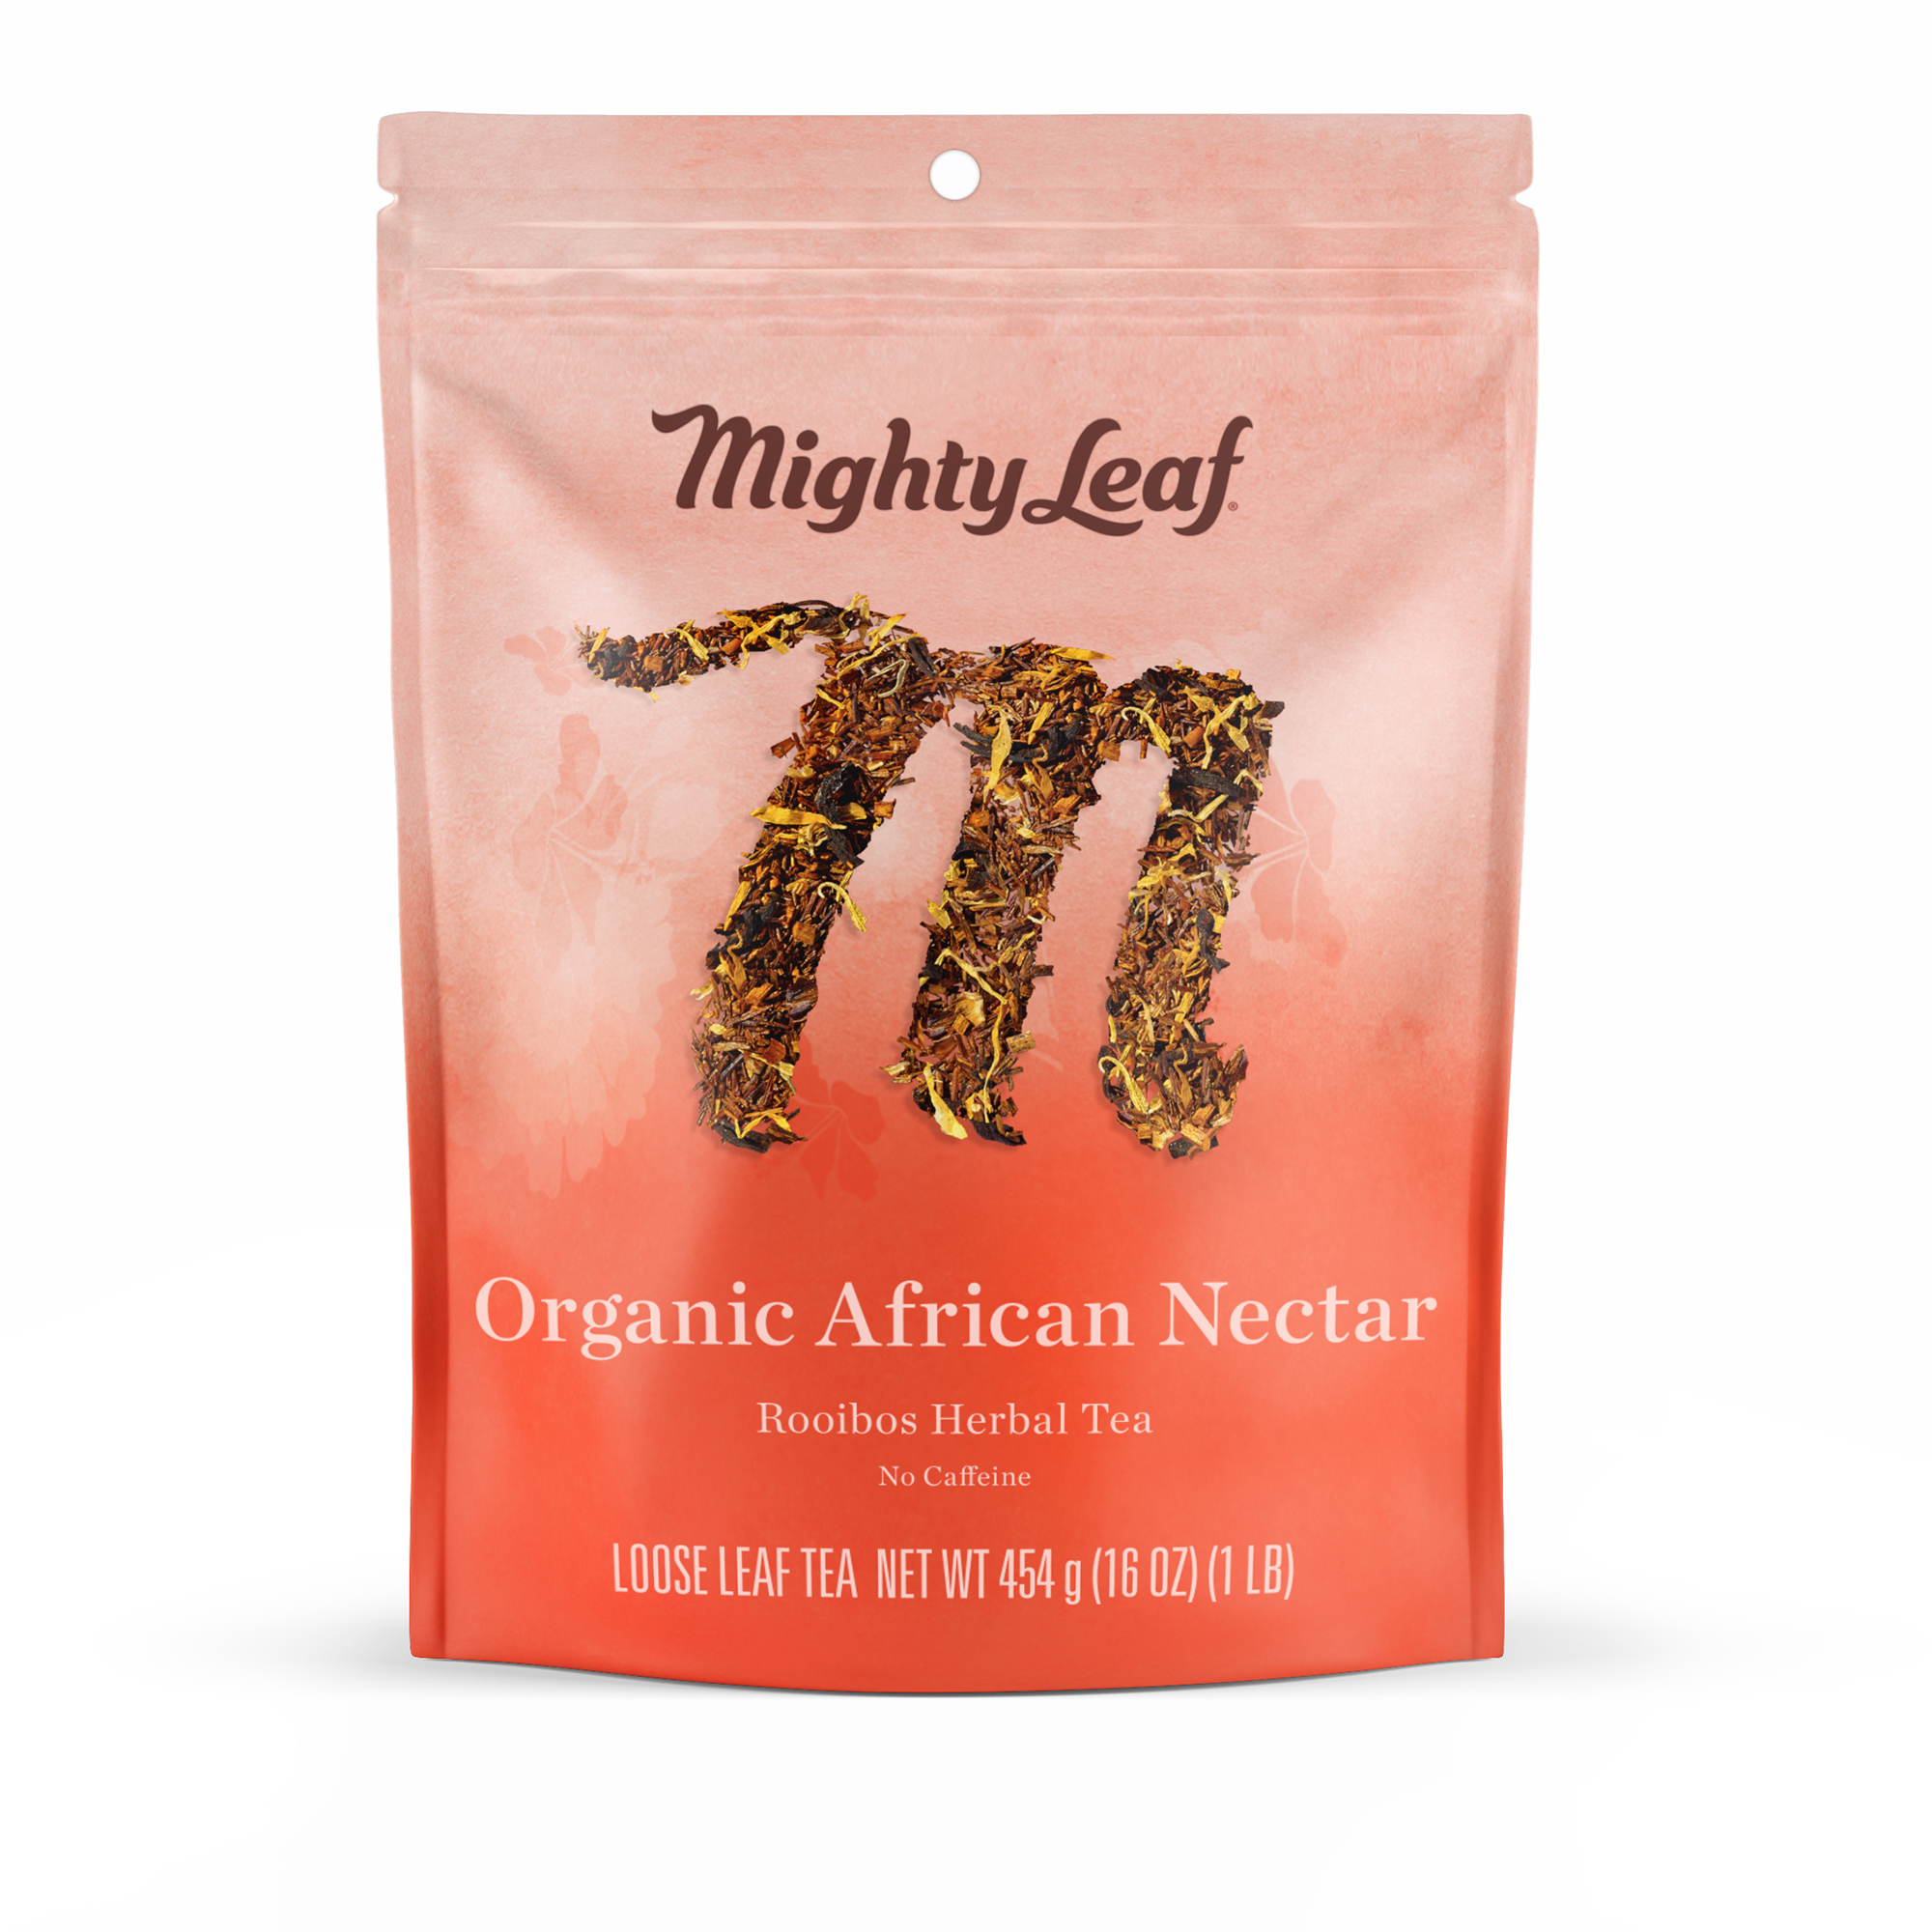 Mighty Leaf®
m
Organic African Nectar
Rooibos Herbal Tea
No Caffeine
LOOSE LEAF TEA NET WT 454 g (16 OZ) (1 LB)